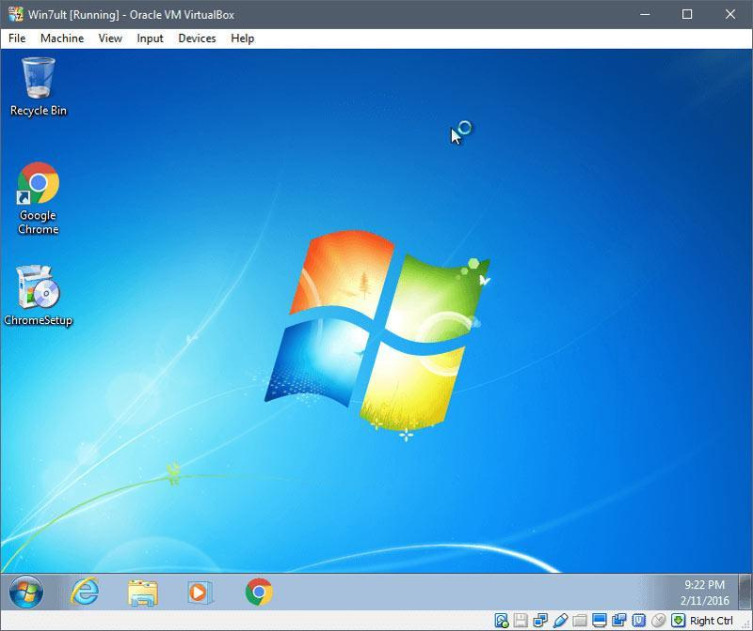 Win7ult [Running] - Oracle VM VirtualBox
File Machine View Input Devices Help
Recycle Bin
Google
Chrome
ChromeSetup
9:22 PM
2/11/2016
Right Ctrl